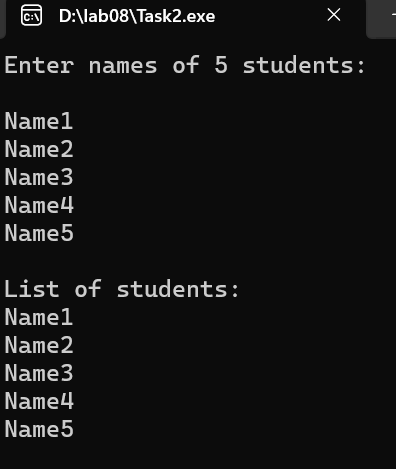 D:\lab08\Task2.exe
Enter names of 5 students:
Name1
Name2
Name3
Name4
Name5
List of students:
Name1
Name2
Name3
Name4
Name5